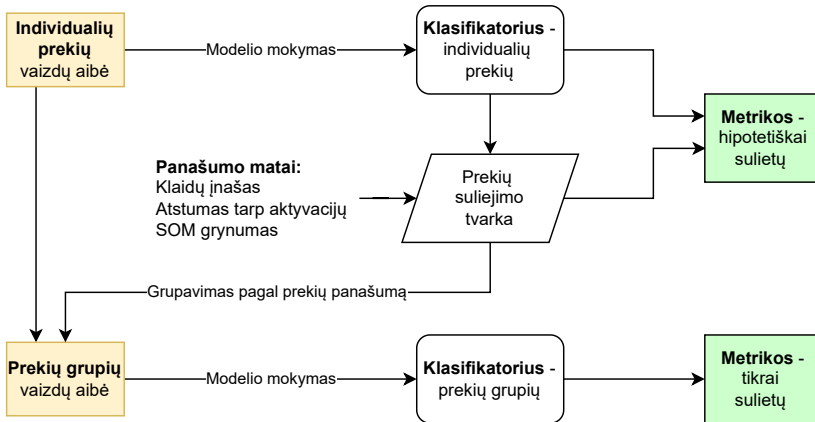 Individualių
prekių
vaizdų aibė
Modelio mokymas
Klasifikatorius -
individualių
prekių
Metrikos -
hipotetiškai
sulietų
Panašumo matai:
Klaidų įnašas
Atstumas tarp aktyvacijų
SOM grynumas
Prekių
suliejimo
tvarka
Grupavimas pagal prekių panašumą
Prekių grupių
vaizdų aibė
Modelio mokymas
Klasifikatorius -
prekių grupių
Metrikos -
tikrai
sulietų